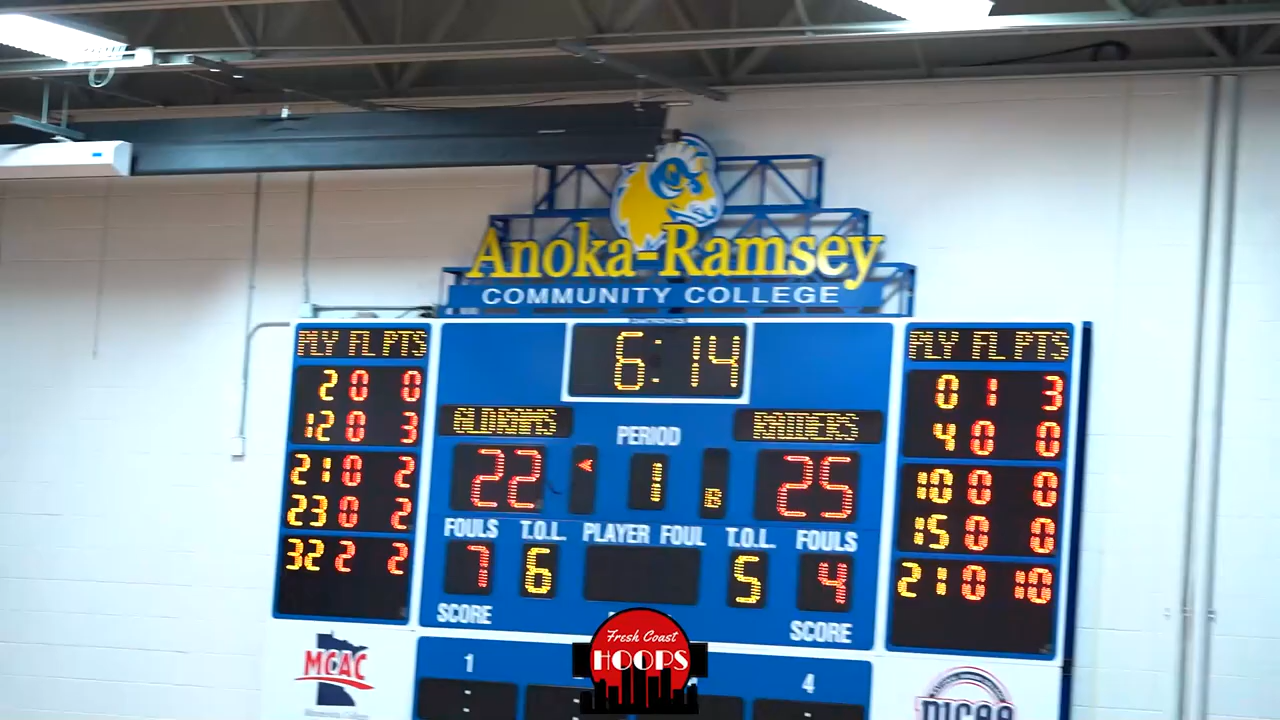 Anoka-Ramsey
COMMUNITY COLLEGE
PLY FL PTS
2 0 0
12 0 3
21 0 2
23 0 2
32 2 2
6:14
PERIOD
22
1
B
RAIDERS
25
FOULS T.O.L. PLAYER FOUL T.O.L. FOULS
7 6 5 4
SCORE SCORE
1 4
PLY FL PTS
0 1 3
4 0 0
10 0 0
15 0 0
21 0 10
MCAC
Fresh Coast
HOOPS